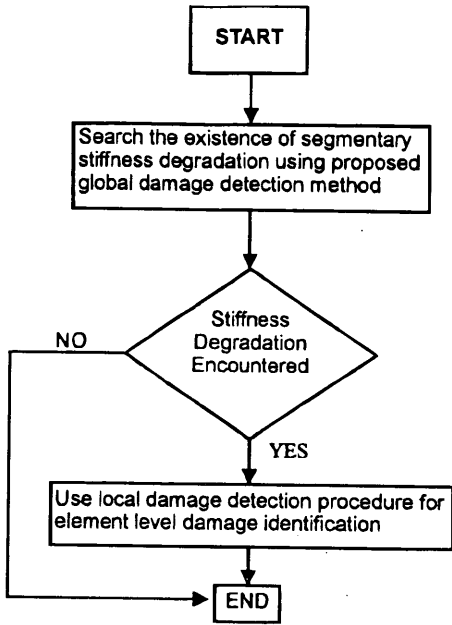 START
Search the existence of segmentary
stiffness degradation using proposed
global damage detection method
Stiffness
Degradation
Encountered
NO
YES
Use local damage detection procedure for
element level damage identification
END